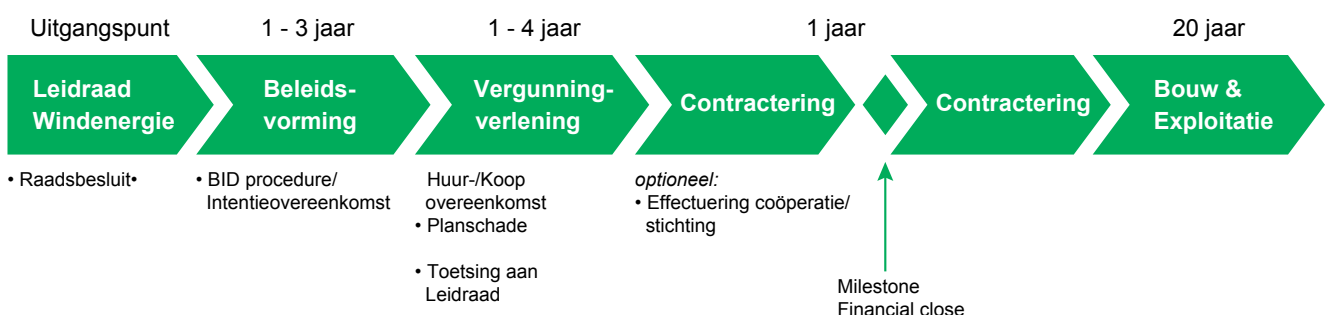 Uitgangspunt
1 - 3 jaar
1 - 4 jaar
1 jaar
20 jaar
Leidraad
Windenergie
Beleids-
vorming
Vergunning-
verlening
Contractering
Contractering
Bouw &
Exploitatie
• Raadsbesluit•
• BID procedure/
Intentieovereenkomst
Huur-/Koop
overeenkomst
• Planschade
• Toetsing aan
Leidraad
optioneel:
• Effectuering coöperatie/
stichting
Milestone
Financial close